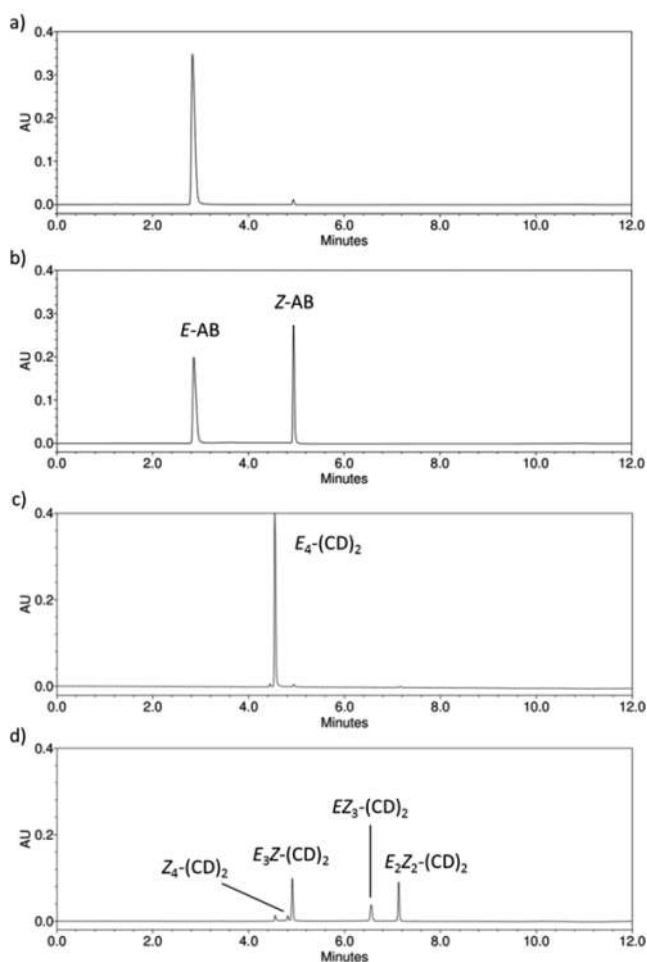 a)
0.4
0.3
0.2
0.1
0.0
AU
0.0 2.0 4.0 6.0 8.0 10.0 12.0
Minutes
b)
0.4
0.3
0.2
0.1
0.0
AU
E-AB
Z-AB
0.0 2.0 4.0 6.0 8.0 10.0 12.0
Minutes
c)
0.4
0.2
0.0
AU
E₄-(CD)₂
0.0 2.0 4.0 6.0 8.0 10.0 12.0
Minutes
d)
0.4
0.2
0.0
AU
Z₄-(CD)₂
E₃Z-(CD)₂
EZ₃-(CD)₂
E₂Z₂-(CD)₂
0.0 2.0 4.0 6.0 8.0 10.0 12.0
Minutes